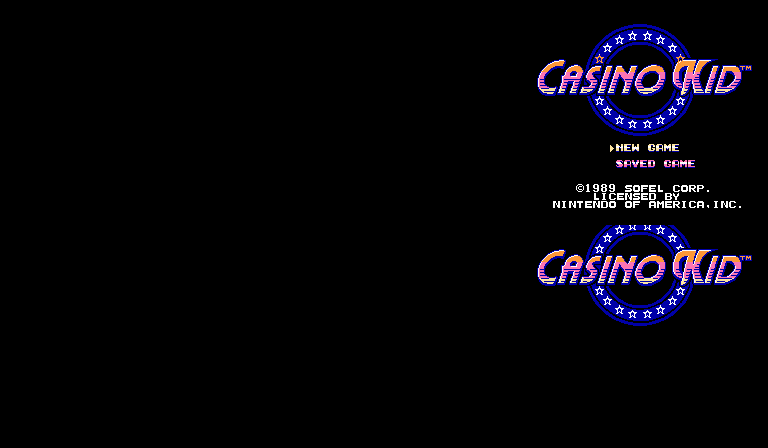 CASINO KID™
NEW GAME
SAVED GAME
©1989 SOFEL CORP.
LICENSED BY
NINTENDO OF AMERICA,INC.
CASINO KID™